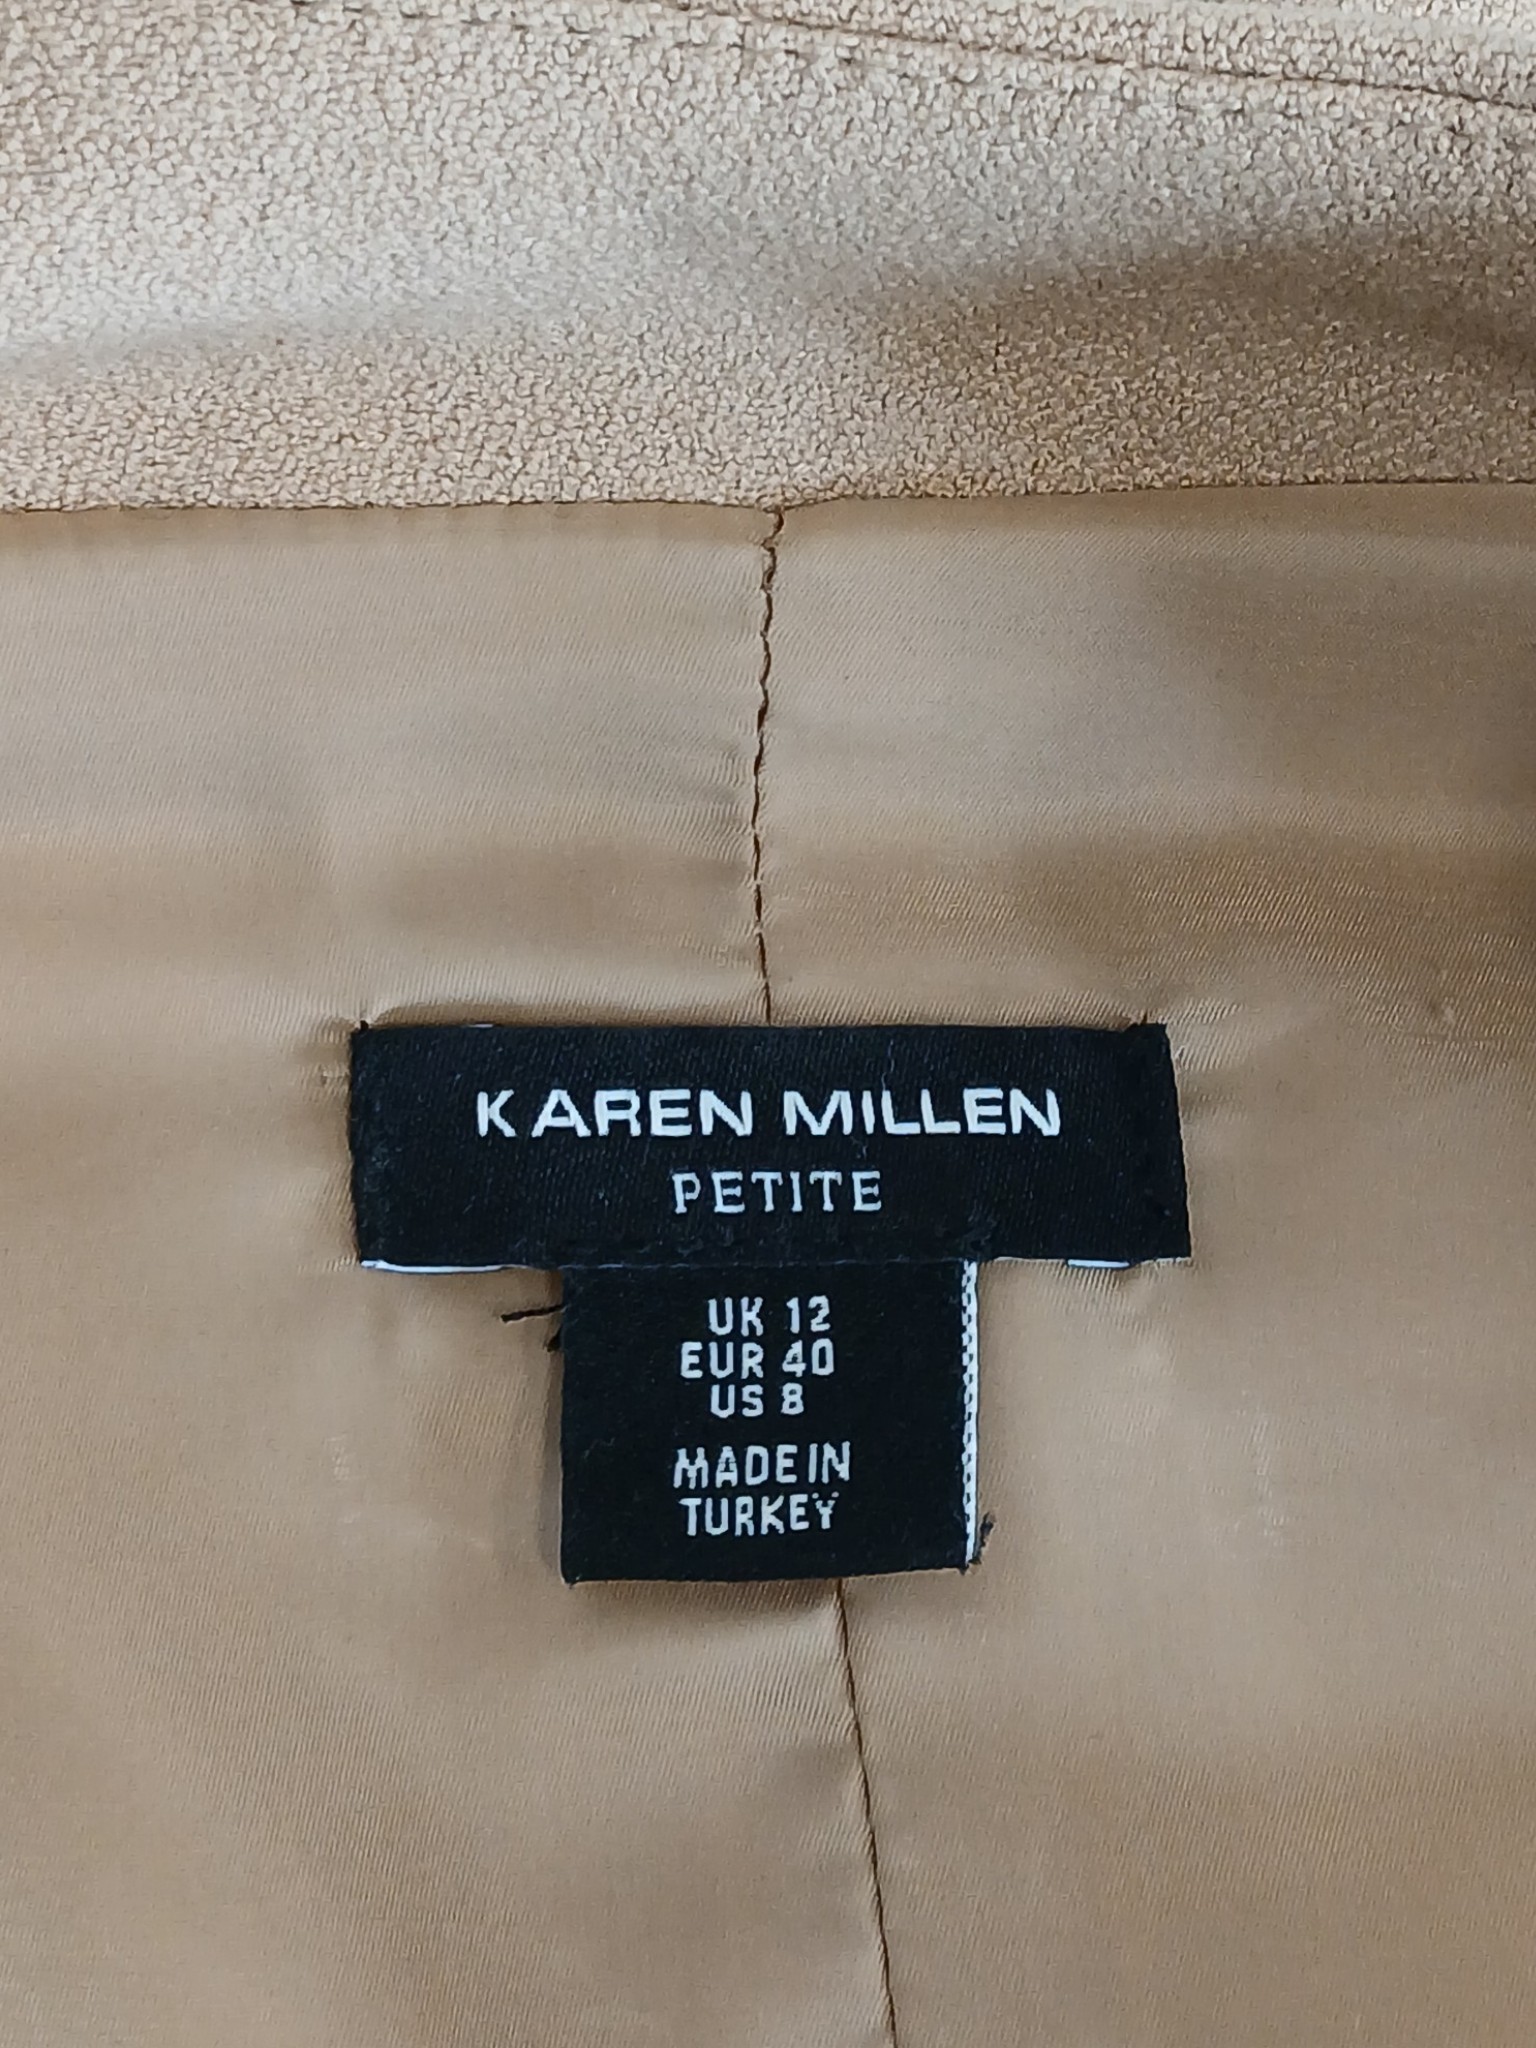 KAREN MILLEN
PETITE
UK 12
EUR 40
US 8
MADE IN
TURKEY